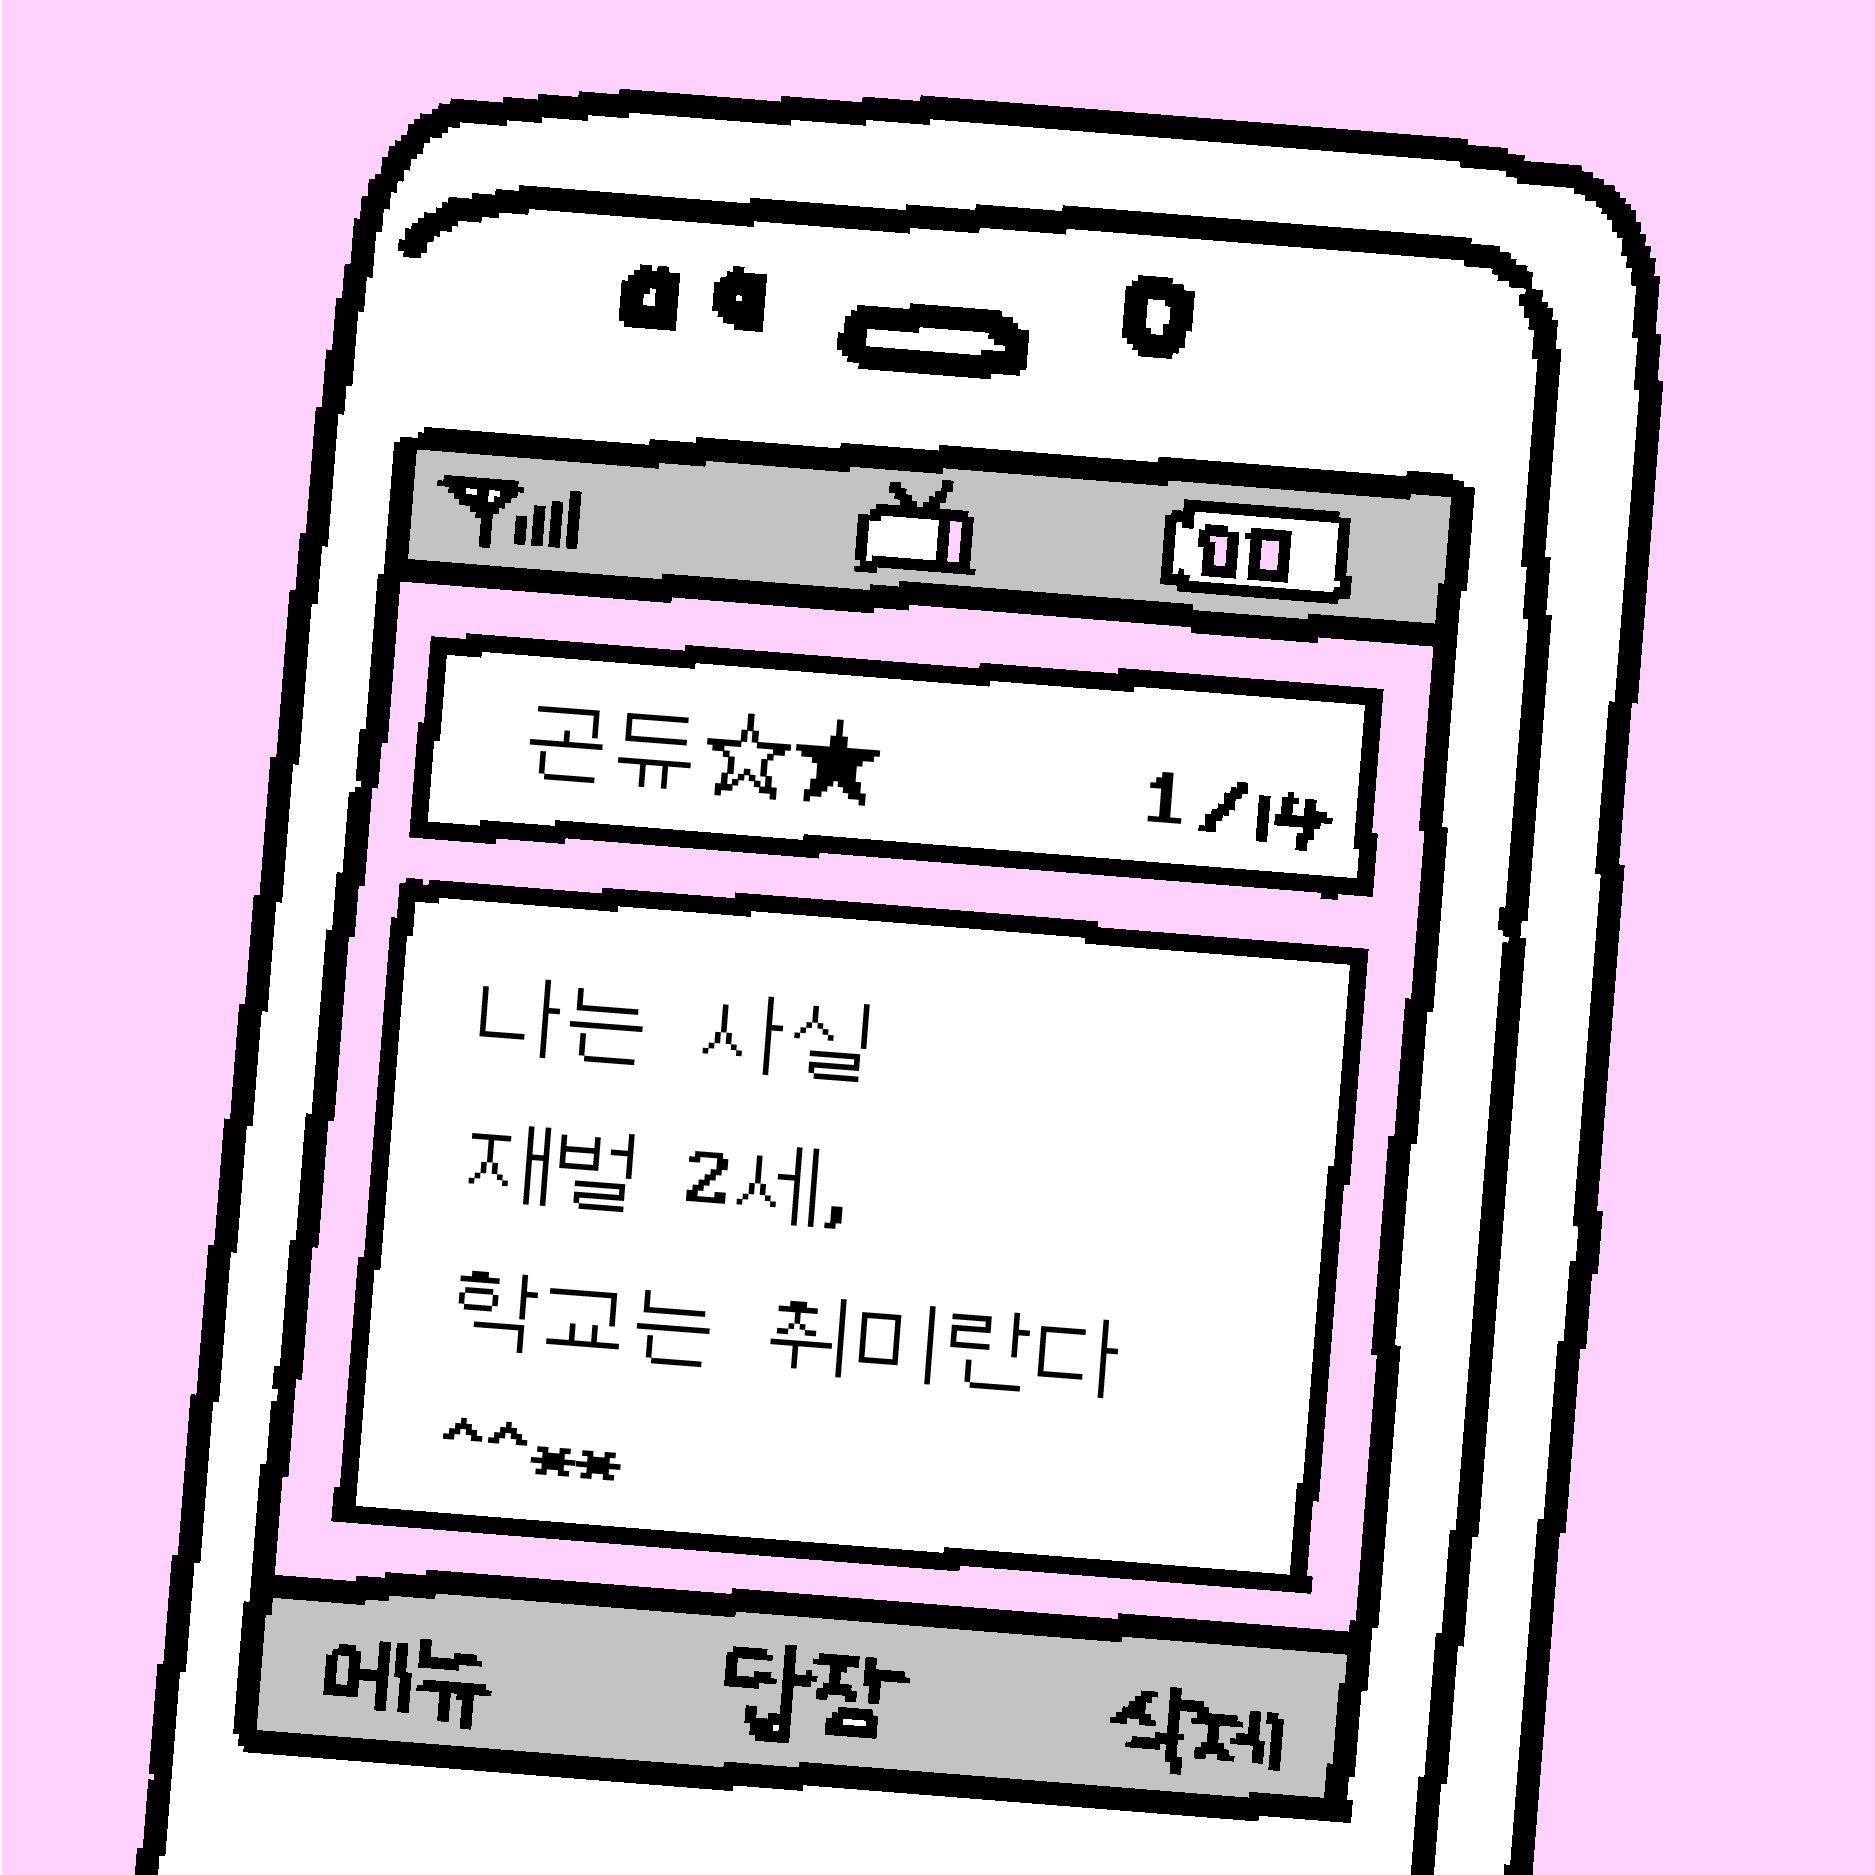 곤듀☆★
1/14
나는 사실
재벌 2세,
학교는 취미란다
^^**
메뉴 당장 삭제